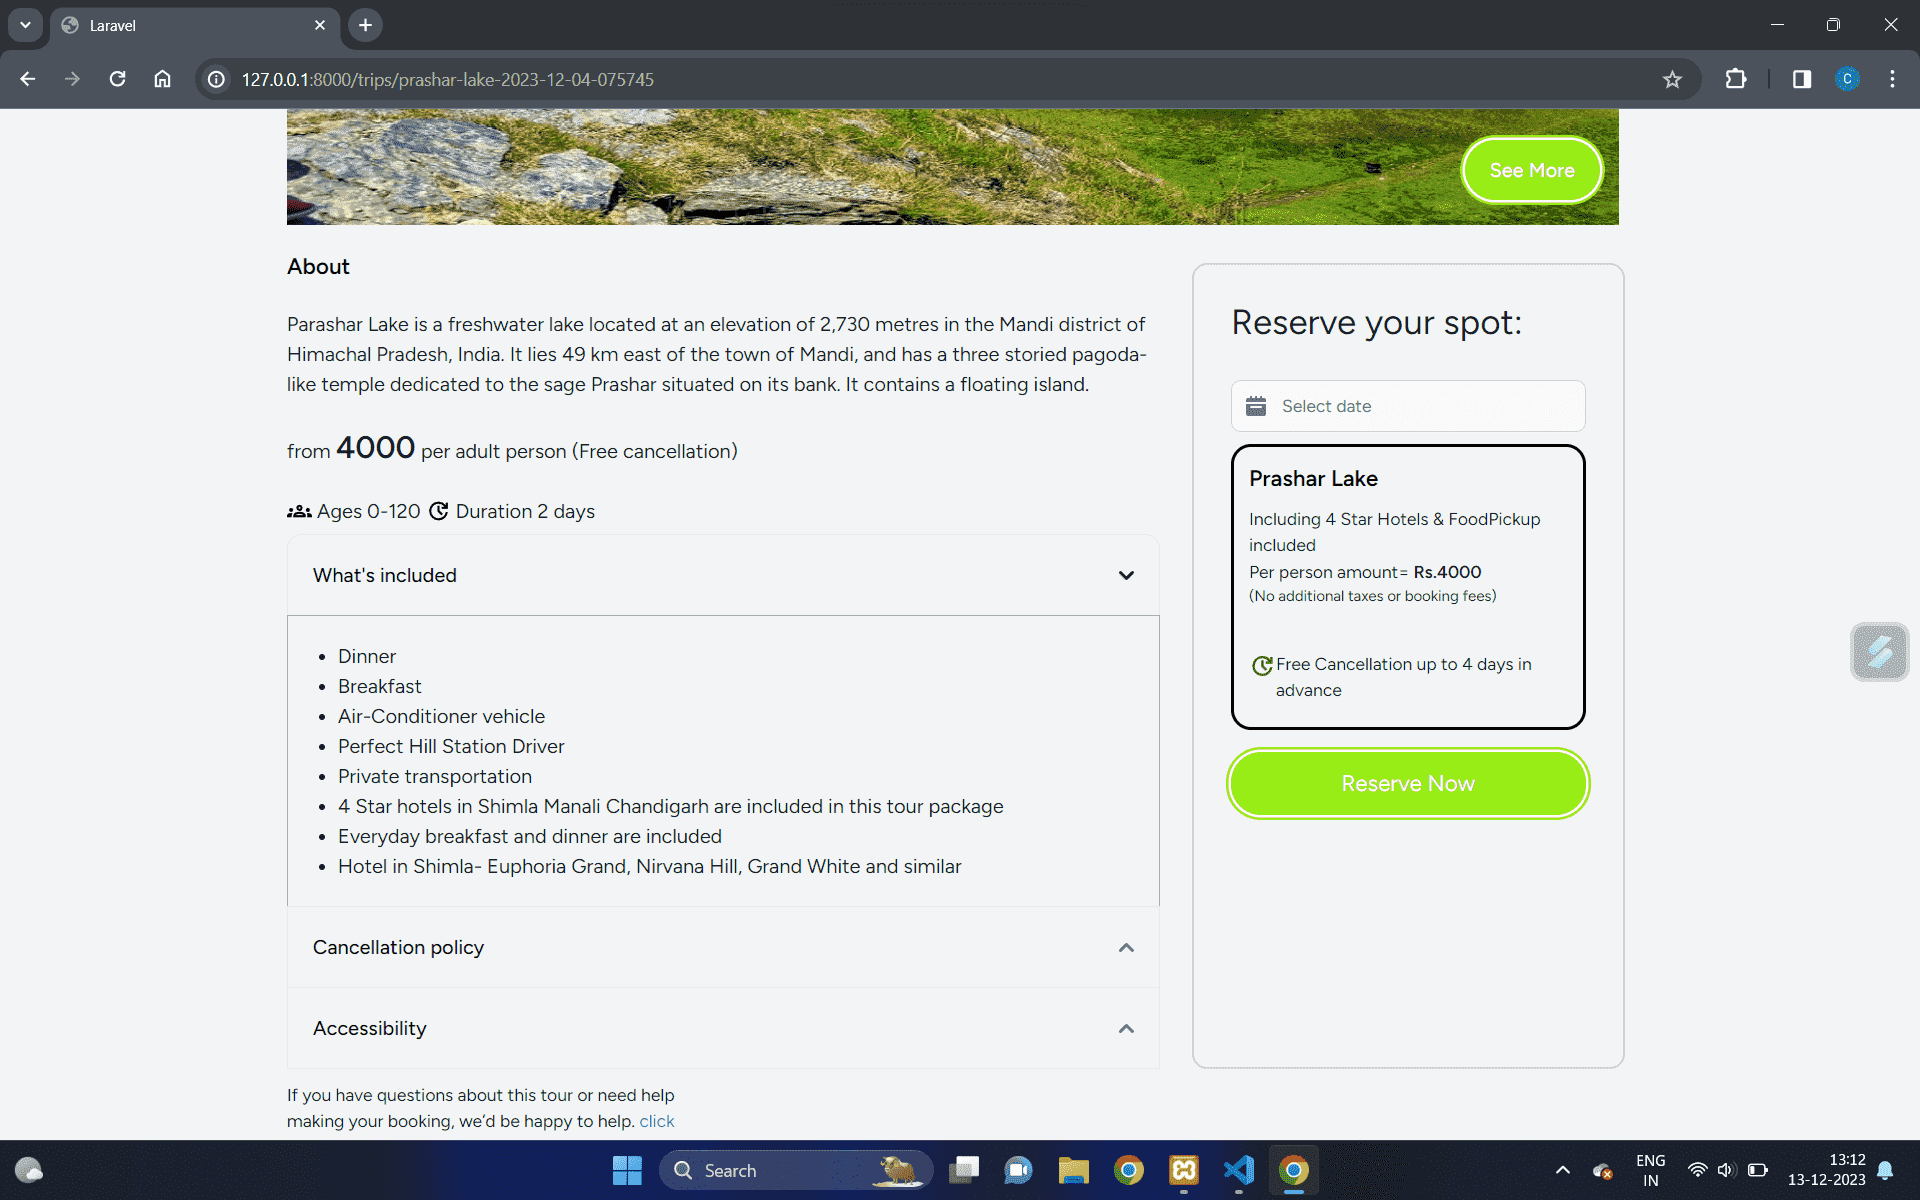 Laravel
127.0.0.1:8000/trips/prashar-lake-2023-12-04-075745
C
See More
About
Parashar Lake is a freshwater lake located at an elevation of 2,730 metres in the Mandi district of
Himachal Pradesh, India. It lies 49 km east of the town of Mandi, and has a three storied pagoda-
like temple dedicated to the sage Prashar situated on its bank. It contains a floating island.
from 4000 per adult person (Free cancellation)
Ages 0-120 Duration 2 days
What's included
• Dinner
• Breakfast
• Air-Conditioner vehicle
• Perfect Hill Station Driver
• Private transportation
• 4 Star hotels in Shimla Manali Chandigarh are included in this tour package
• Everyday breakfast and dinner are included
• Hotel in Shimla- Euphoria Grand, Nirvana Hill, Grand White and similar
Cancellation policy
Accessibility
If you have questions about this tour or need help
making your booking, we’d be happy to help. click
Reserve your spot:
Select date
Prashar Lake
Including 4 Star Hotels & FoodPickup
included
Per person amount= Rs.4000
(No additional taxes or booking fees)
Free Cancellation up to 4 days in
advance
Reserve Now
Search
ENG
IN
13:12
13-12-2023